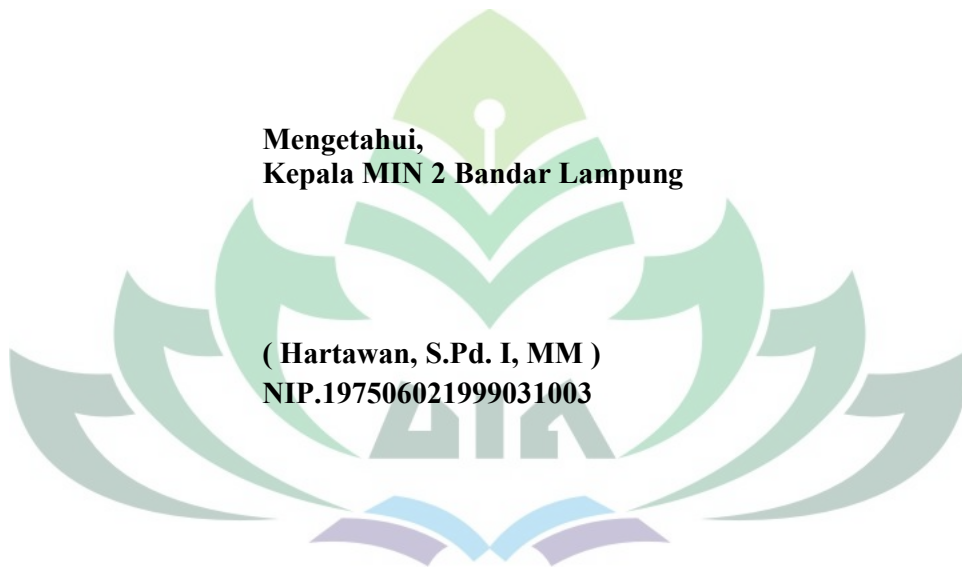 Mengetahui,
Kepala MIN 2 Bandar Lampung
( Hartawan, S.Pd. I, MM )
NIP.197506021999031003